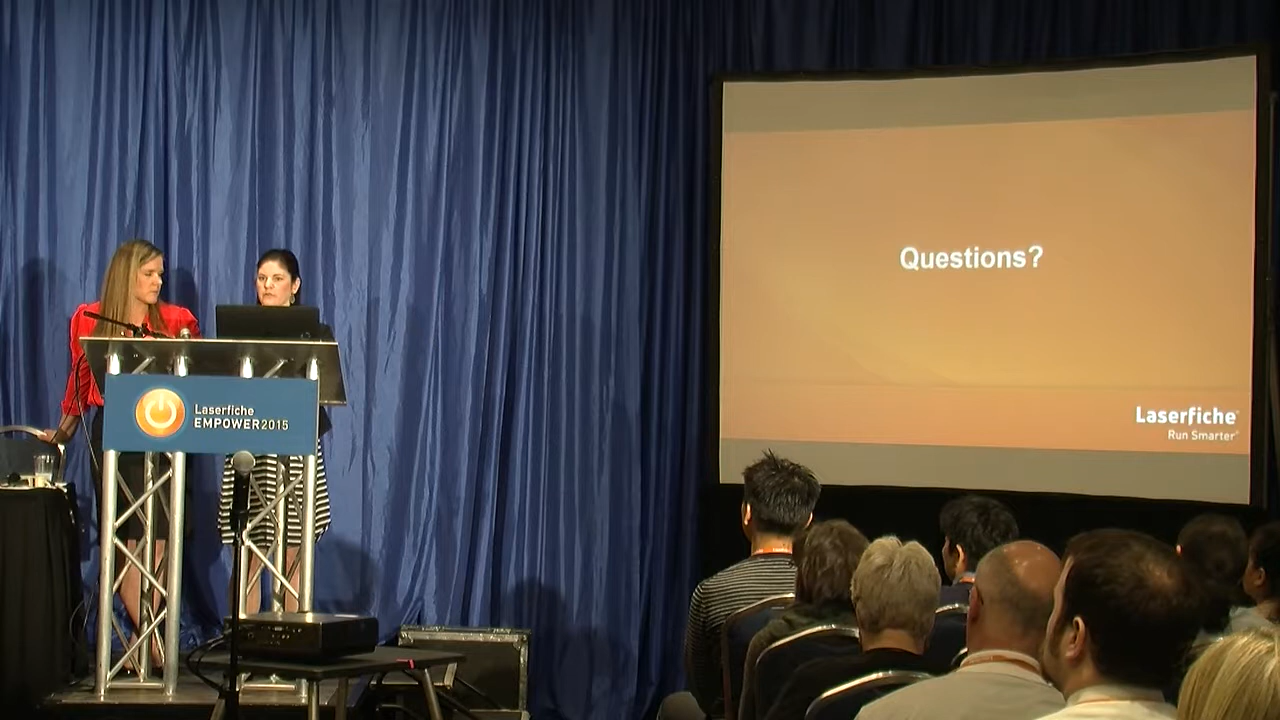 Laserfiche
EMPOWER2015
Questions?
Laserfiche®
Run Smarter®